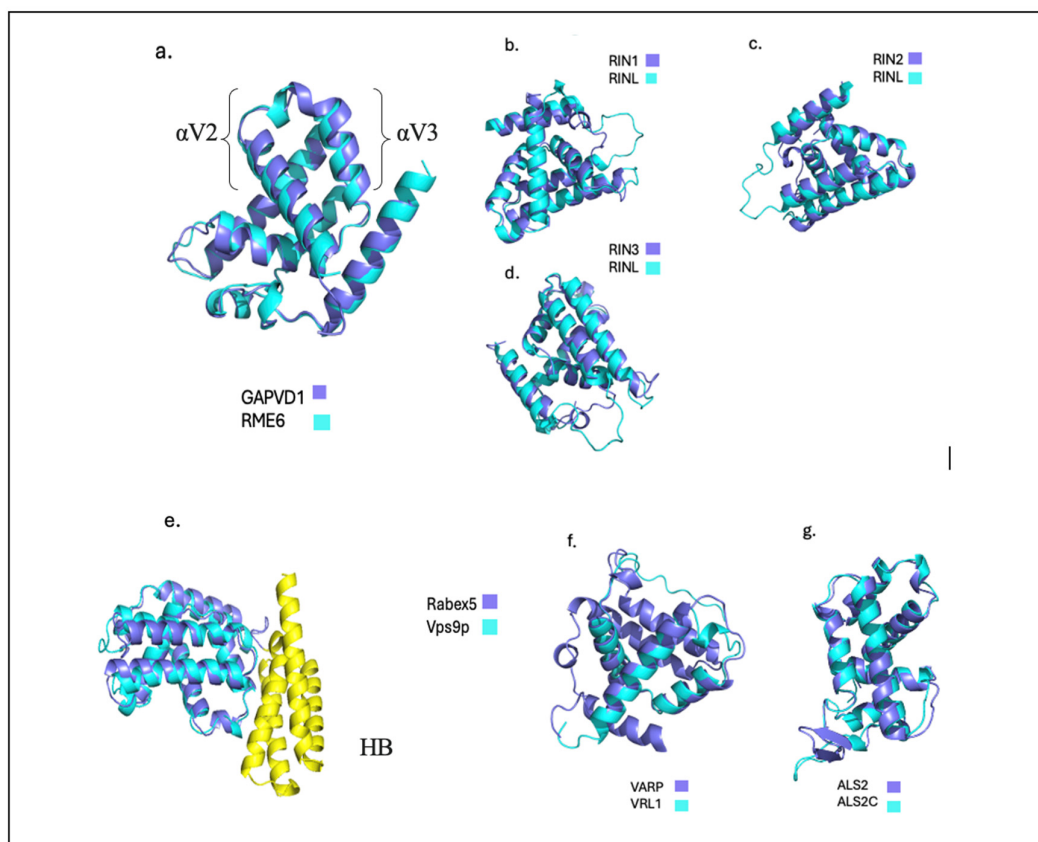 a.
αV2
αV3
GAPVD1
RME6
b.
RIN1
RINL
c.
RIN2
RINL
RIN3
RINL
d.
e.
Rabex5
Vps9p
HB
f.
VARP
VRL1
g.
ALS2
ALS2C